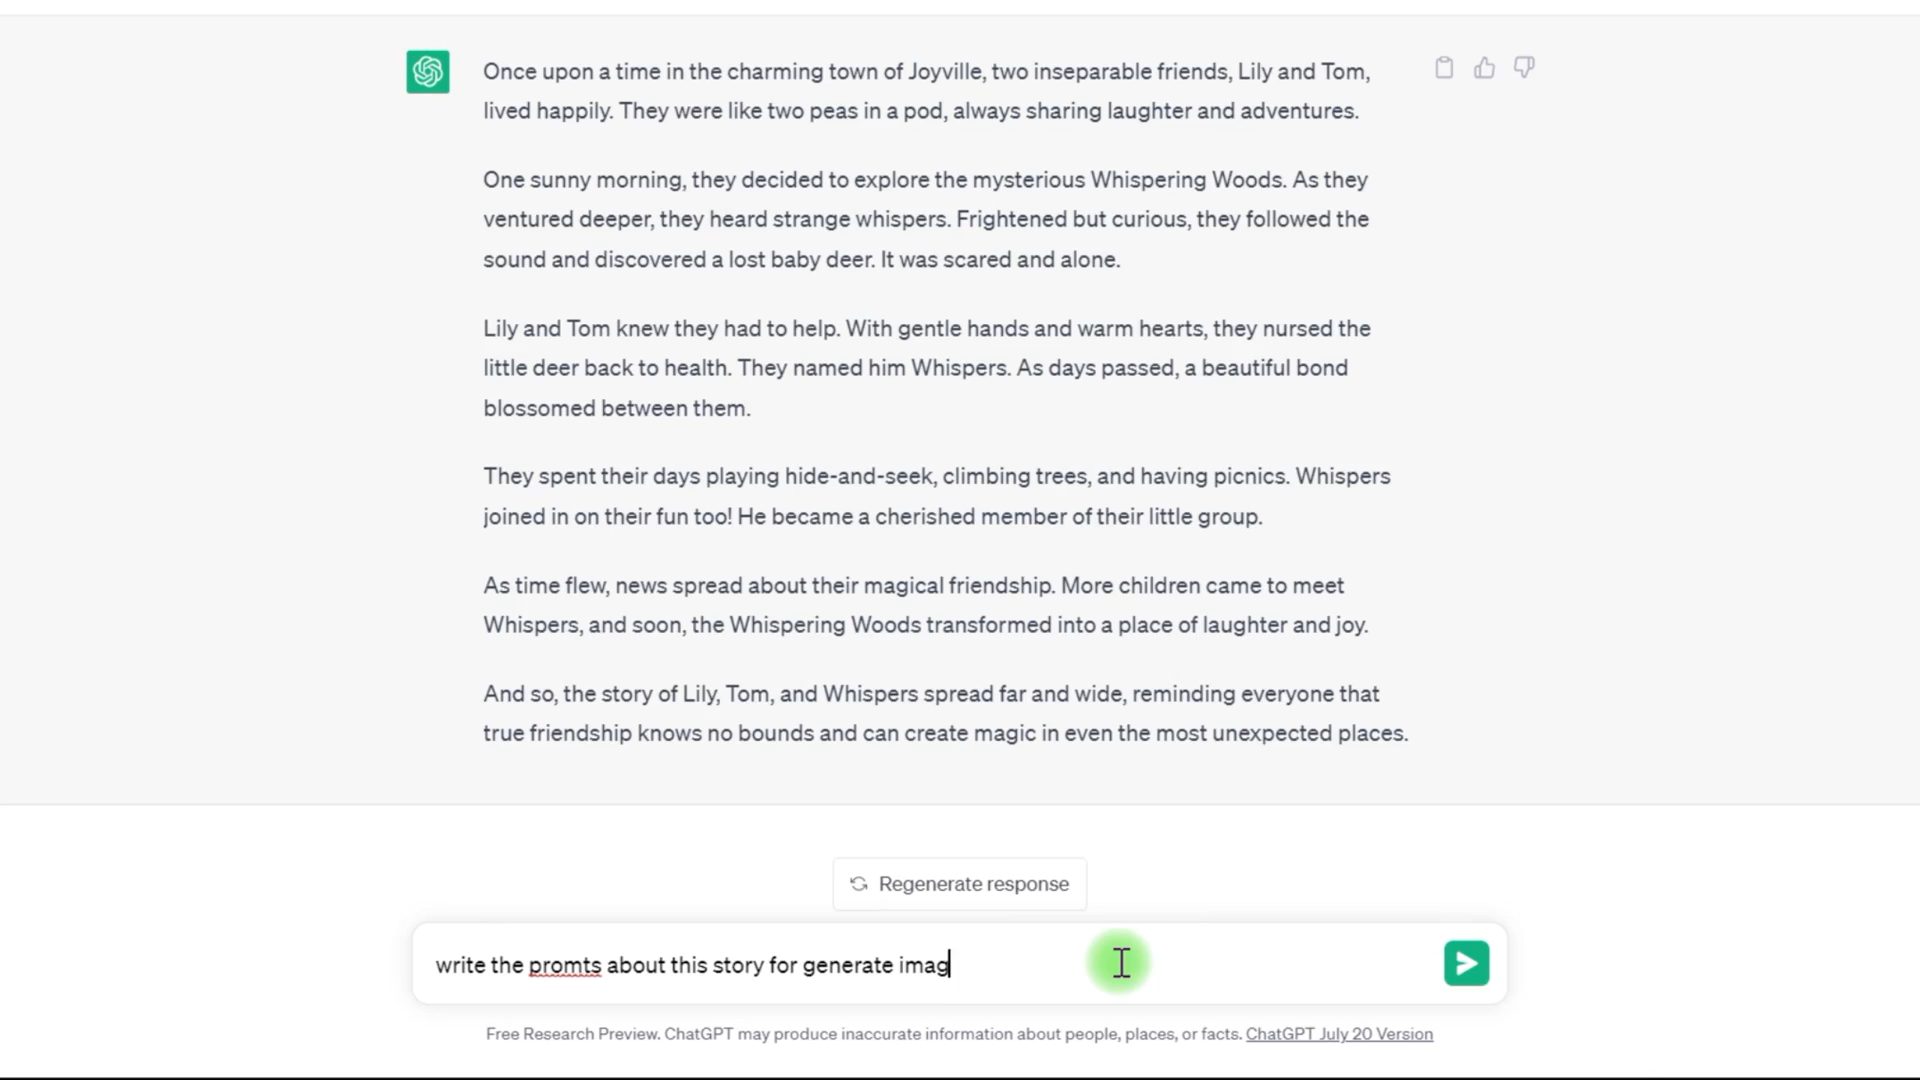 Once upon a time in the charming town of Joyville, two inseparable friends, Lily and Tom,
lived happily. They were like two peas in a pod, always sharing laughter and adventures.
One sunny morning, they decided to explore the mysterious Whispering Woods. As they
ventured deeper, they heard strange whispers. Frightened but curious, they followed the
sound and discovered a lost baby deer. It was scared and alone.
Lily and Tom knew they had to help. With gentle hands and warm hearts, they nursed the
little deer back to health. They named him Whispers. As days passed, a beautiful bond
blossomed between them.
They spent their days playing hide-and-seek, climbing trees, and having picnics. Whispers
joined in on their fun too! He became a cherished member of their little group.
As time flew, news spread about their magical friendship. More children came to meet
Whispers, and soon, the Whispering Woods transformed into a place of laughter and joy.
And so, the story of Lily, Tom, and Whispers spread far and wide, reminding everyone that
true friendship knows no bounds and can create magic in even the most unexpected places.
Regenerate response
write the promts about this story for generate imag
Free Research Preview. ChatGPT may produce inaccurate information about people, places, or facts. ChatGPT July 20 Version